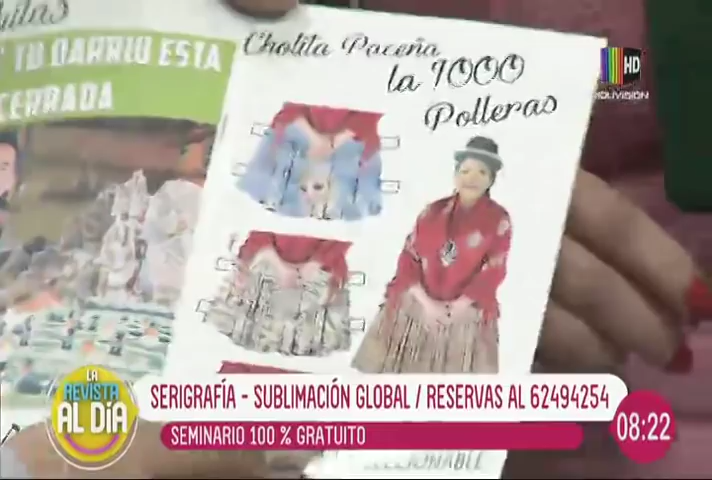 TU BARRIO ESTA
CERRADA
Cholita Paceña
la 1000
Polleras
HD
BOLIVISION
LA
REVISTA
AL DÍA
SERIGRAFÍA - SUBLIMACIÓN GLOBAL / RESERVAS AL 62494254
SEMINARIO 100 % GRATUITO
08:22